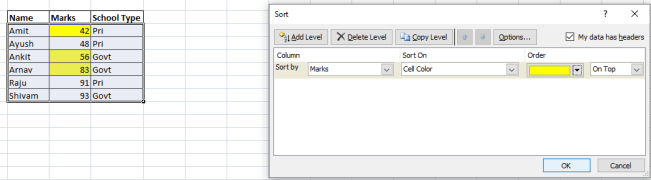 Name Marks School Type
Amit 42 Pri
Ayush 48 Pri
Ankit 56 Govt
Arnav 83 Govt
Raju 91 Pri
Shivam 93 Govt
Sort ? ×
Add Level Delete Level Copy Level Options... My data has headers
Column Sort On Order
Sort by Marks Cell Color On Top
OK Cancel